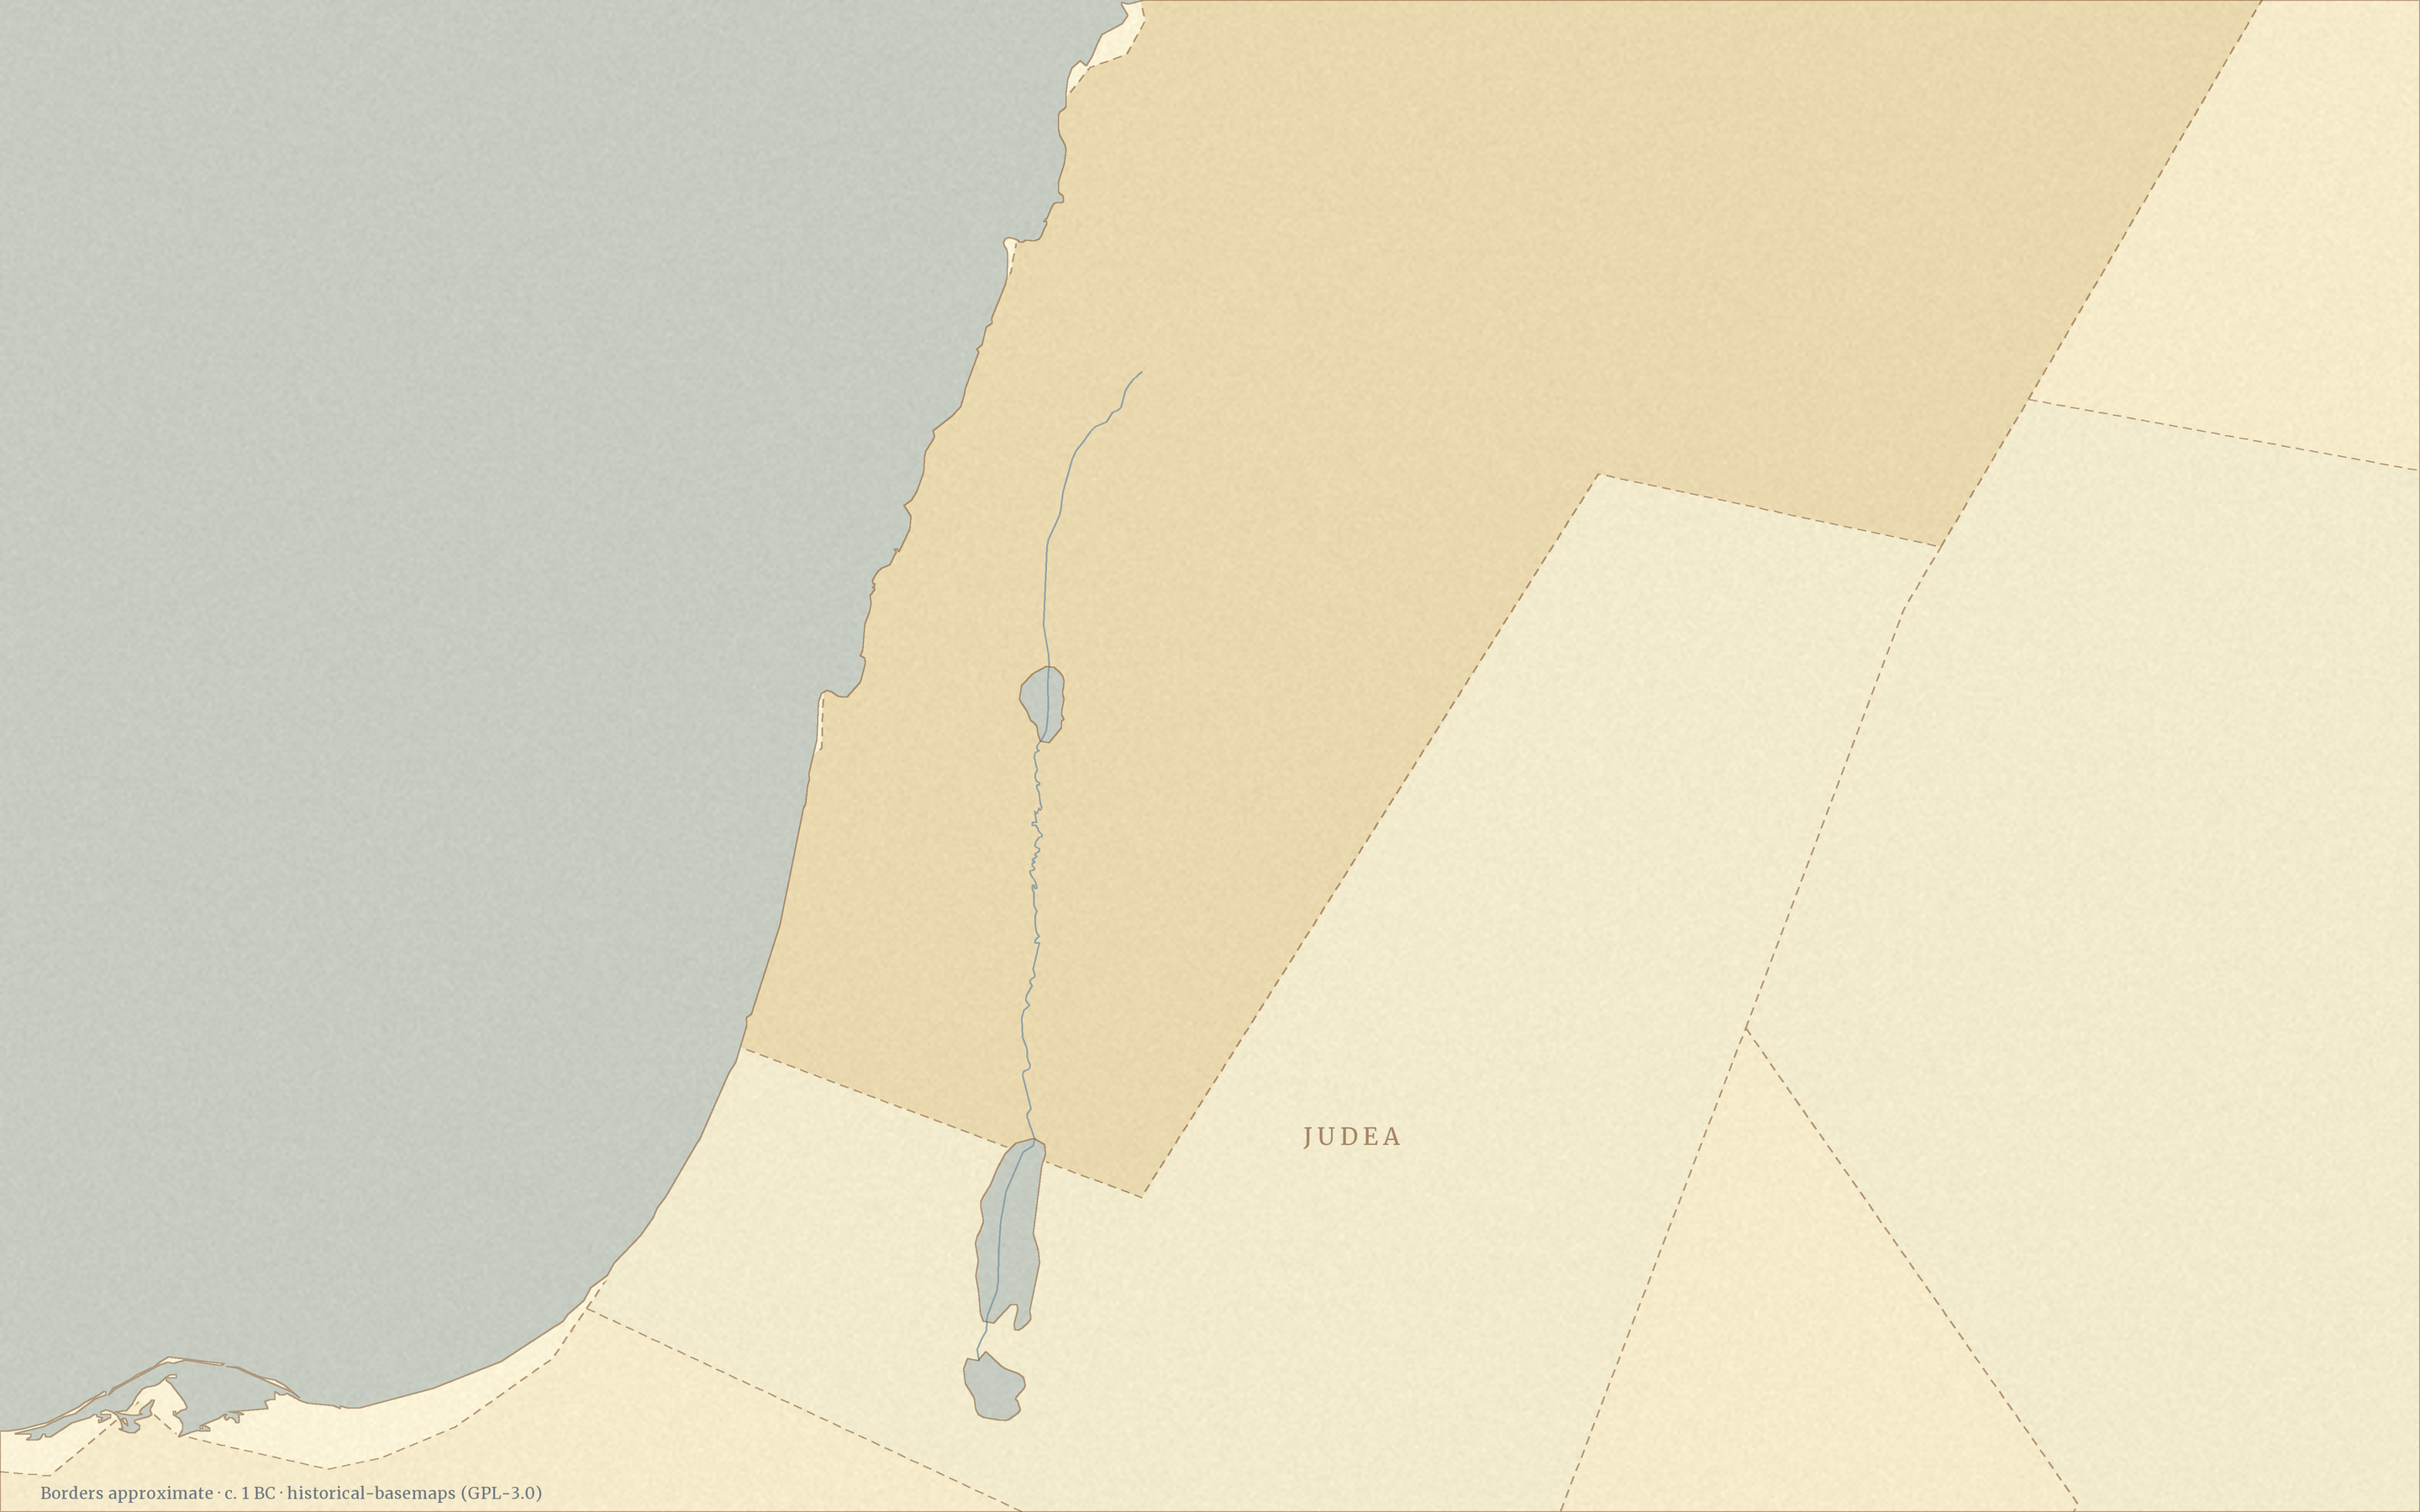 JUDEA
Borders approximate · c. 1 BC · historical-basemaps (GPL-3.0)